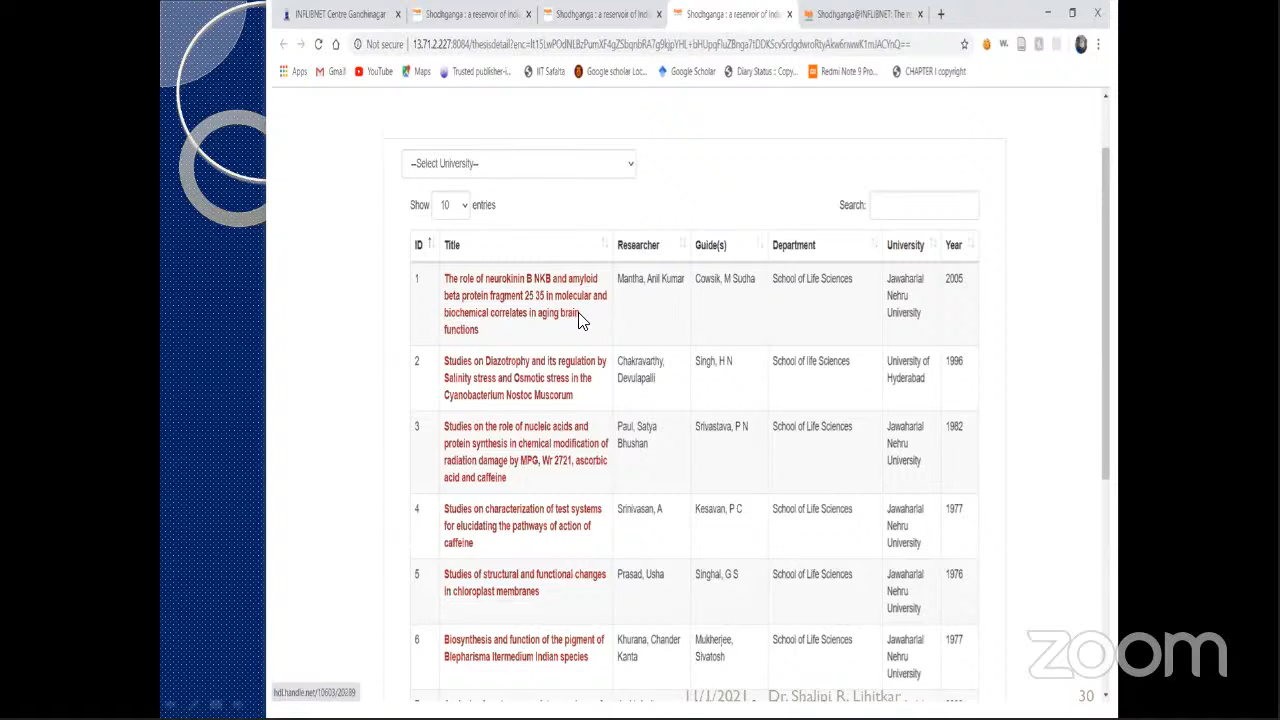 INFLIBNET Centre Gandhinagar
Shodhganga : a reservoir of Indi
Shodhganga : a reservoir of Indi
Shodhganga : a reservoir of Indi
Shodhganga@INFLIBNET: The r
Not secure
Apps Gmail YouTube Maps Trusted publisher-i... IIT Safalta Google scholar Loc... Google Scholar Diary Status :: Copy... Redmi Note 9 Pro... CHAPTER I copyright
--Select University--
Show 10 entries
Search:
ID Title Researcher Guide(s) Department University Year
1 The role of neurokinin B NKB and amyloid beta protein fragment 25 35 in molecular and biochemical correlates in aging brain functions Mantha, Anil Kumar Cowsik, M Sudha School of Life Sciences Jawaharlal Nehru University 2005
2 Studies on Diazotrophy and its regulation by Salinity stress and Osmotic stress in the Cyanobacterium Nostoc Muscorum Chakravarthy, Devulapalli Singh, H N School of life Sciences University of Hyderabad 1996
3 Studies on the role of nucleic acids and protein synthesis in chemical modification of radiation damage by MPG, Wr 2721, ascorbic acid and caffeine Paul, Satya Bhushan Srivastava, P N School of Life Sciences Jawaharlal Nehru University 1982
4 Studies on characterization of test systems for elucidating the pathways of action of caffeine Srinivasan, A Kesavan, P C School of Life Sciences Jawaharlal Nehru University 1977
5 Studies of structural and functional changes in chloroplast membranes Prasad, Usha Singhal, G S School of Life Sciences Jawaharlal Nehru University 1976
6 Biosynthesis and function of the pigment of Blepharisma Itermedium Indian species Khurana, Chander Kanta Mukherjee, Sivatosh School of Life Sciences Jawaharlal Nehru University 1977
zoom
11/1/2021 Dr. Shalini R. Lihitkar 30